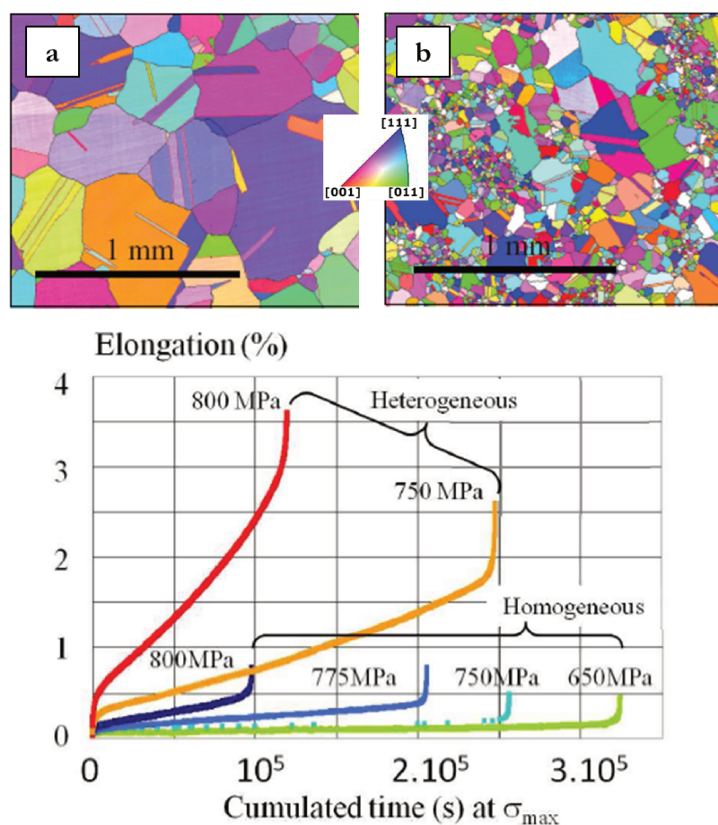 a
b
[111]
[001]
[011]
1 mm
1 mm
Elongation (%)
4
800 MPa
Heterogeneous
3
750 MPa
2
Homogeneous
1
800MPa
775MPa
750MPa
650MPa
0
0
10⁵
2.10⁵
3.10⁵
Cumulated time (s) at σmax